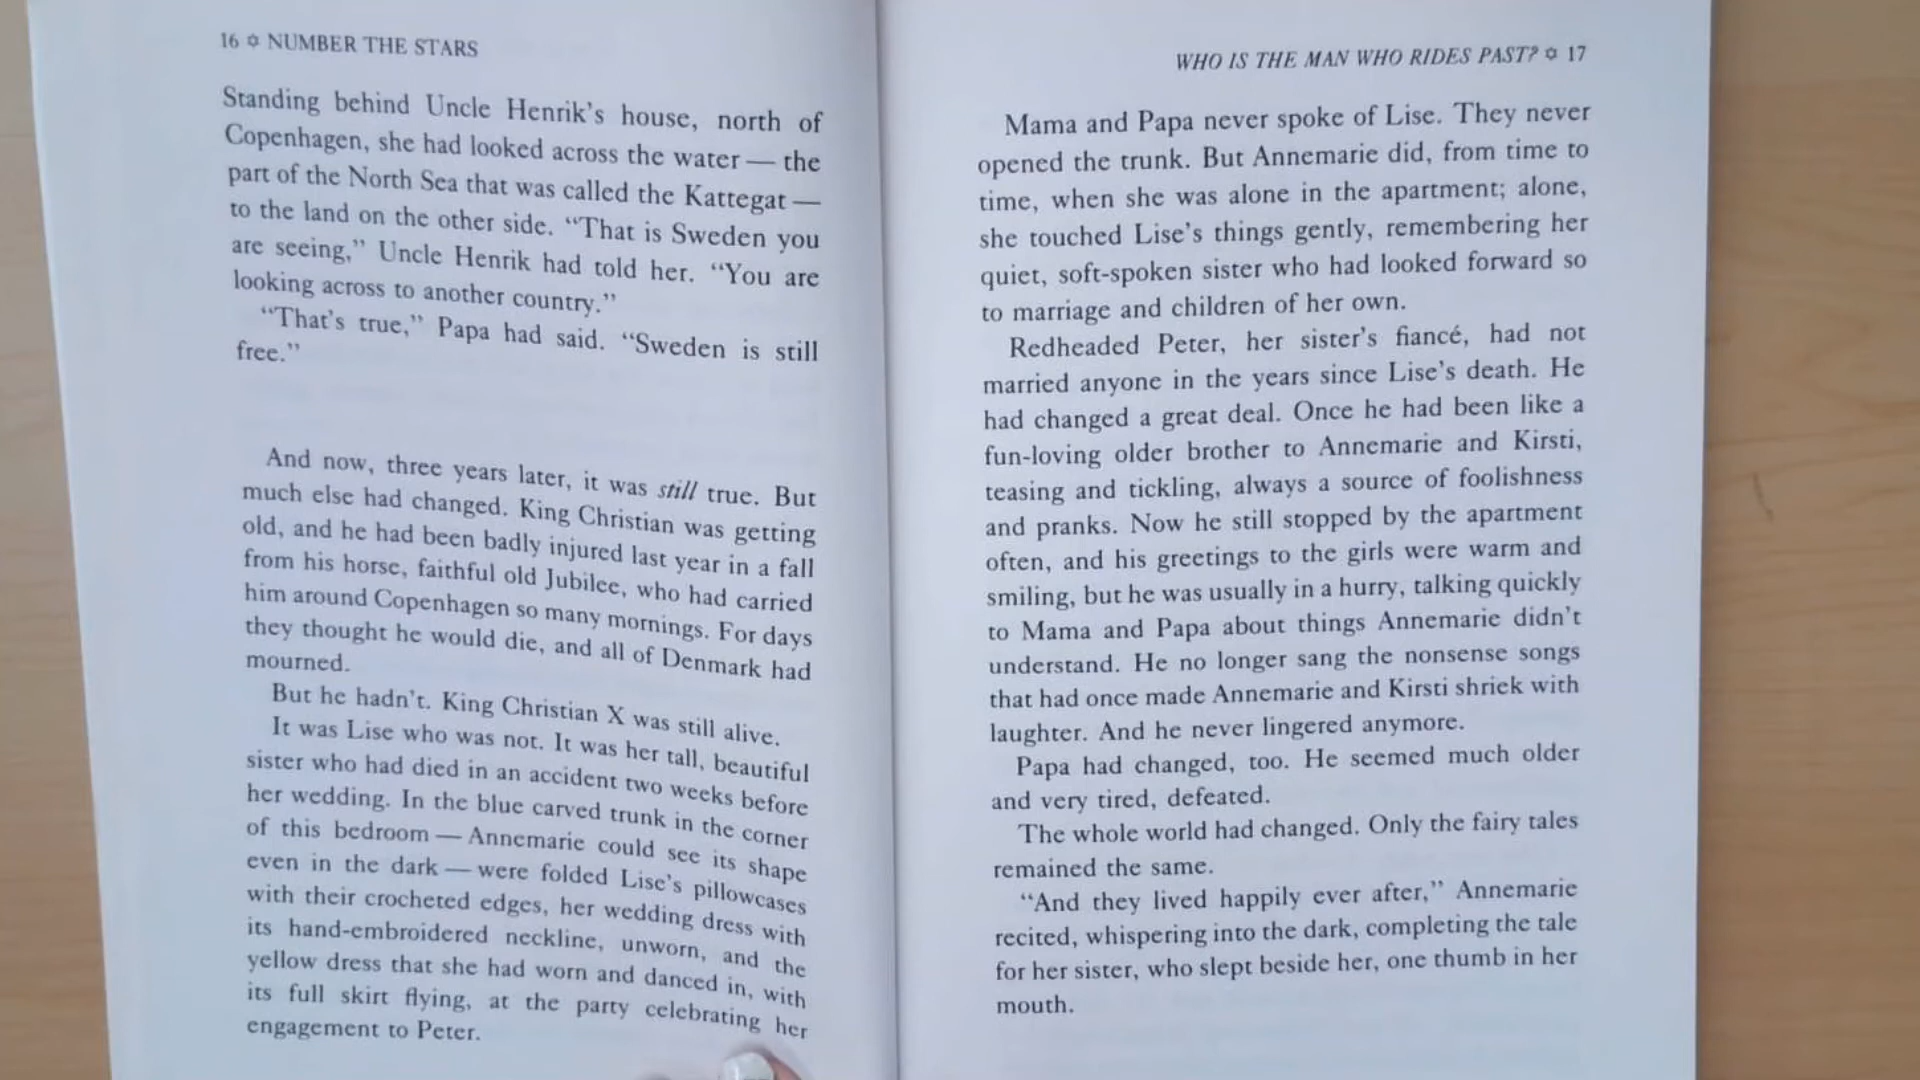 16 ✡ NUMBER THE STARS
Standing behind Uncle Henrik's house, north of
Copenhagen, she had looked across the water — the
part of the North Sea that was called the Kattegat —
to the land on the other side. “That is Sweden you
are seeing,” Uncle Henrik had told her. “You are
looking across to another country.”
“That's true,” Papa had said. “Sweden is still
free.”
And now, three years later, it was still true. But
much else had changed. King Christian was getting
old, and he had been badly injured last year in a fall
from his horse, faithful old Jubilee, who had carried
him around Copenhagen so many mornings. For days
they thought he would die, and all of Denmark had
mourned.
But he hadn't. King Christian X was still alive.
It was Lise who was not. It was her tall, beautiful
sister who had died in an accident two weeks before
her wedding. In the blue carved trunk in the corner
of this bedroom — Annemarie could see its shape
even in the dark — were folded Lise's pillowcases
with their crocheted edges, her wedding dress with
its hand-embroidered neckline, unworn, and the
yellow dress that she had worn and danced in, with
its full skirt flying, at the party celebrating her
engagement to Peter.
WHO IS THE MAN WHO RIDES PAST? ✡ 17
Mama and Papa never spoke of Lise. They never
opened the trunk. But Annemarie did, from time to
time, when she was alone in the apartment; alone,
she touched Lise's things gently, remembering her
quiet, soft-spoken sister who had looked forward so
to marriage and children of her own.
Redheaded Peter, her sister's fiancé, had not
married anyone in the years since Lise's death. He
had changed a great deal. Once he had been like a
fun-loving older brother to Annemarie and Kirsti,
teasing and tickling, always a source of foolishness
and pranks. Now he still stopped by the apartment
often, and his greetings to the girls were warm and
smiling, but he was usually in a hurry, talking quickly
to Mama and Papa about things Annemarie didn't
understand. He no longer sang the nonsense songs
that had once made Annemarie and Kirsti shriek with
laughter. And he never lingered anymore.
Papa had changed, too. He seemed much older
and very tired, defeated.
The whole world had changed. Only the fairy tales
remained the same.
“And they lived happily ever after,” Annemarie
recited, whispering into the dark, completing the tale
for her sister, who slept beside her, one thumb in her
mouth.